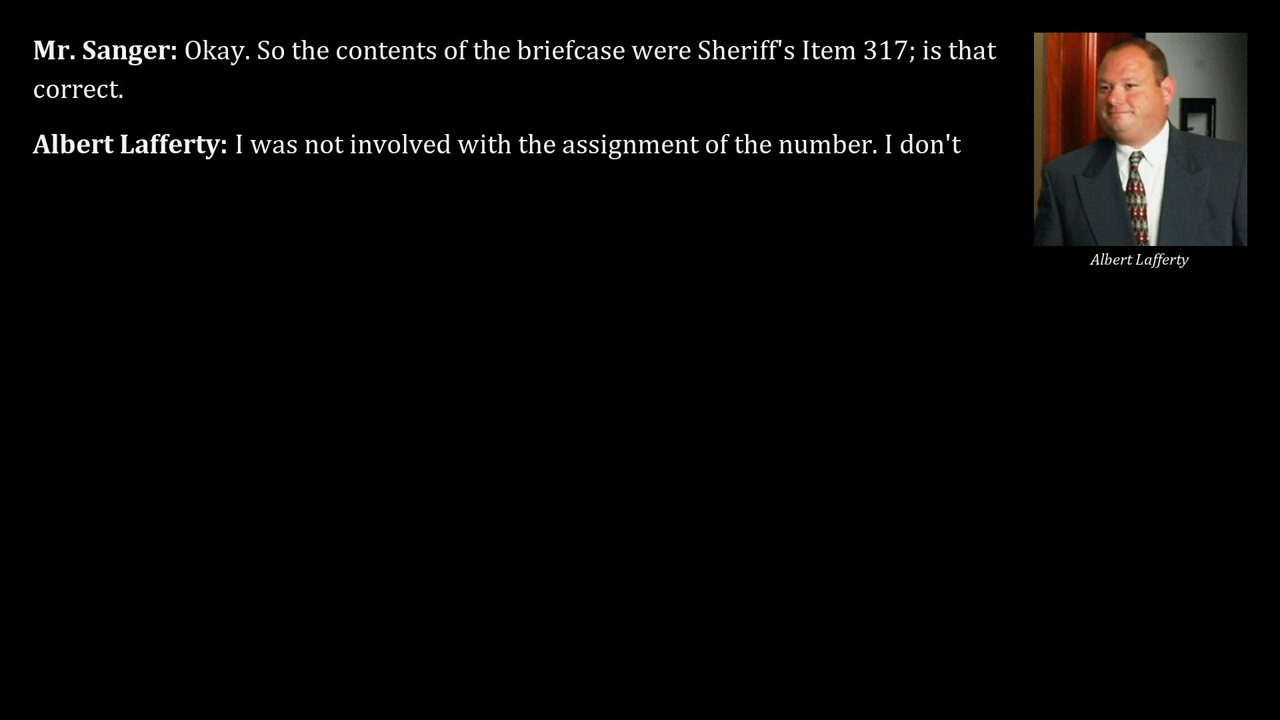 Mr. Sanger: Okay. So the contents of the briefcase were Sheriff's Item 317; is that
correct.
Albert Lafferty: I was not involved with the assignment of the number. I don't
Albert Lafferty